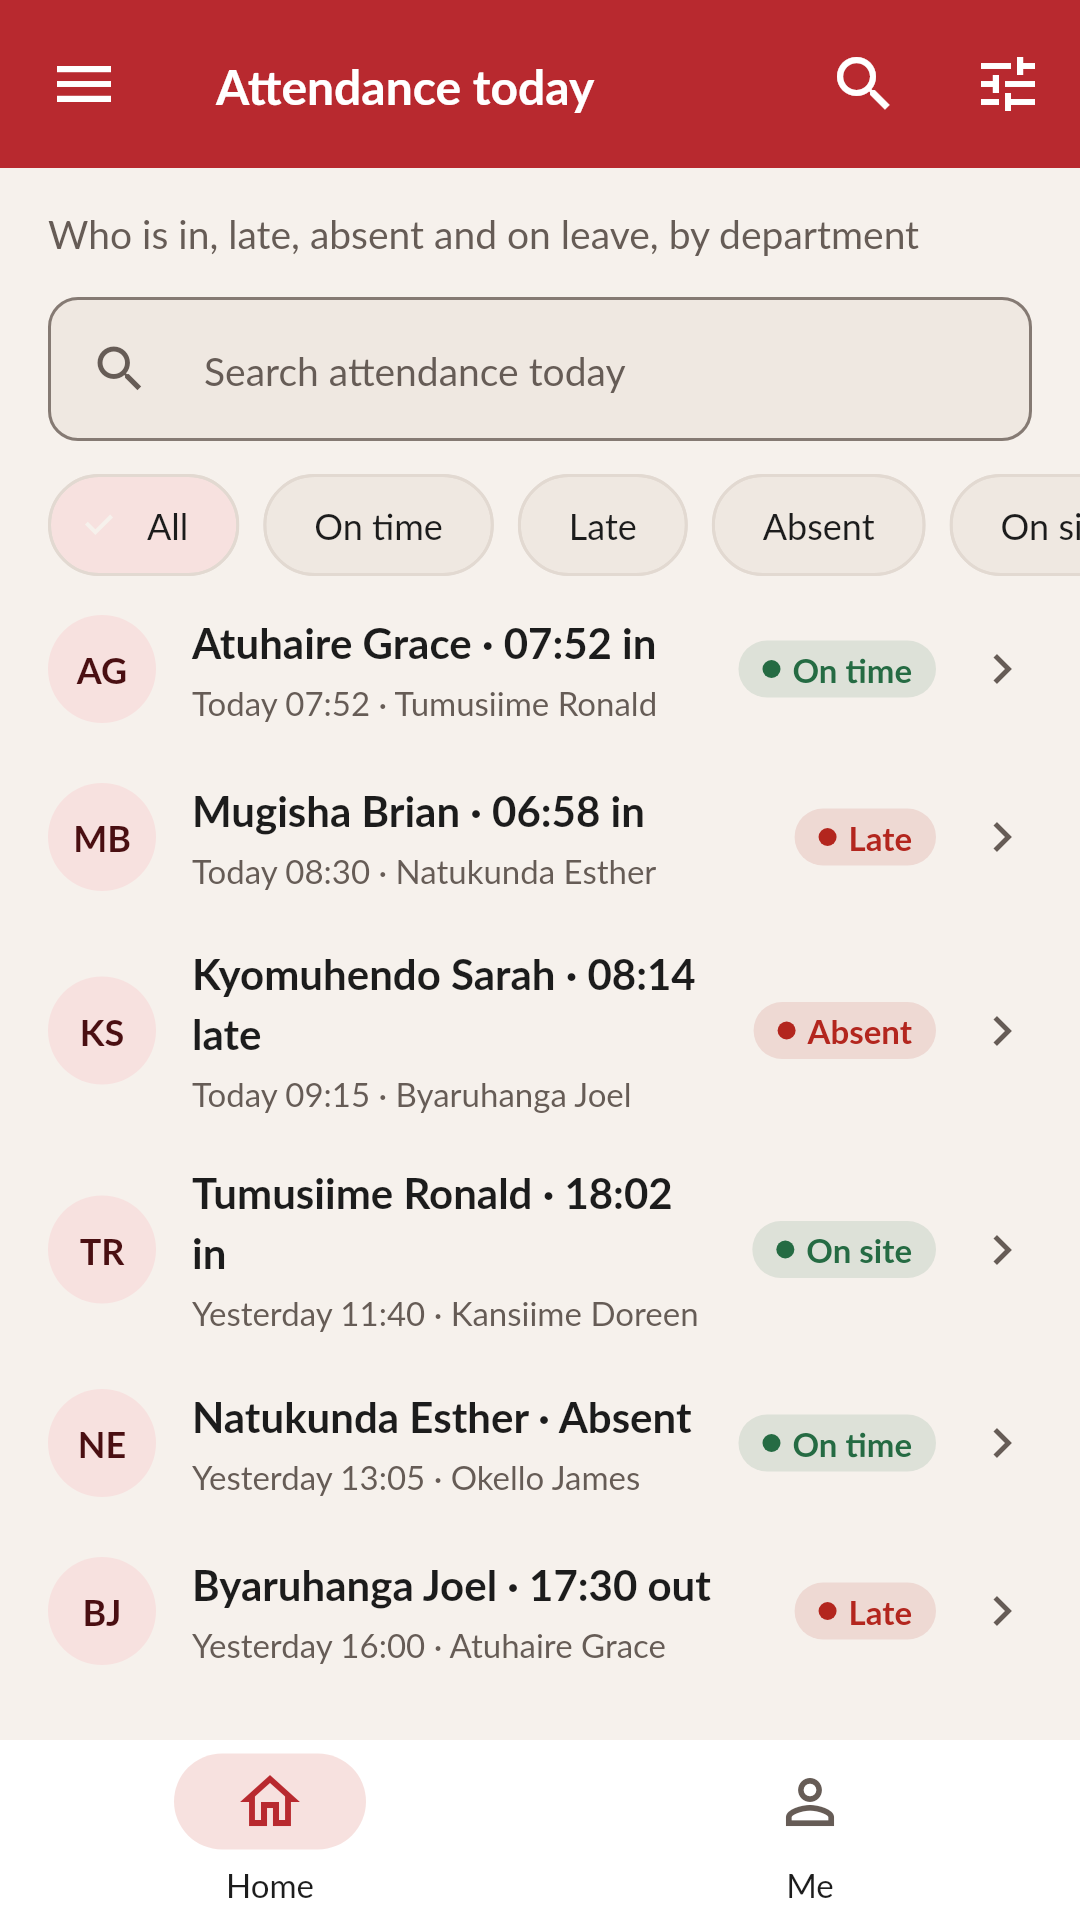 Attendance today
Who is in, late, absent and on leave, by department
Search attendance today
All
On time
Late
Absent
On si
AG
Atuhaire Grace · 07:52 in
Today 07:52 · Tumusiime Ronald
On time
MB
Mugisha Brian · 06:58 in
Today 08:30 · Natukunda Esther
Late
KS
Kyomuhendo Sarah · 08:14
late
Today 09:15 · Byaruhanga Joel
Absent
TR
Tumusiime Ronald · 18:02
in
Yesterday 11:40 · Kansiime Doreen
On site
NE
Natukunda Esther · Absent
Yesterday 13:05 · Okello James
On time
BJ
Byaruhanga Joel · 17:30 out
Yesterday 16:00 · Atuhaire Grace
Late
Home
Me